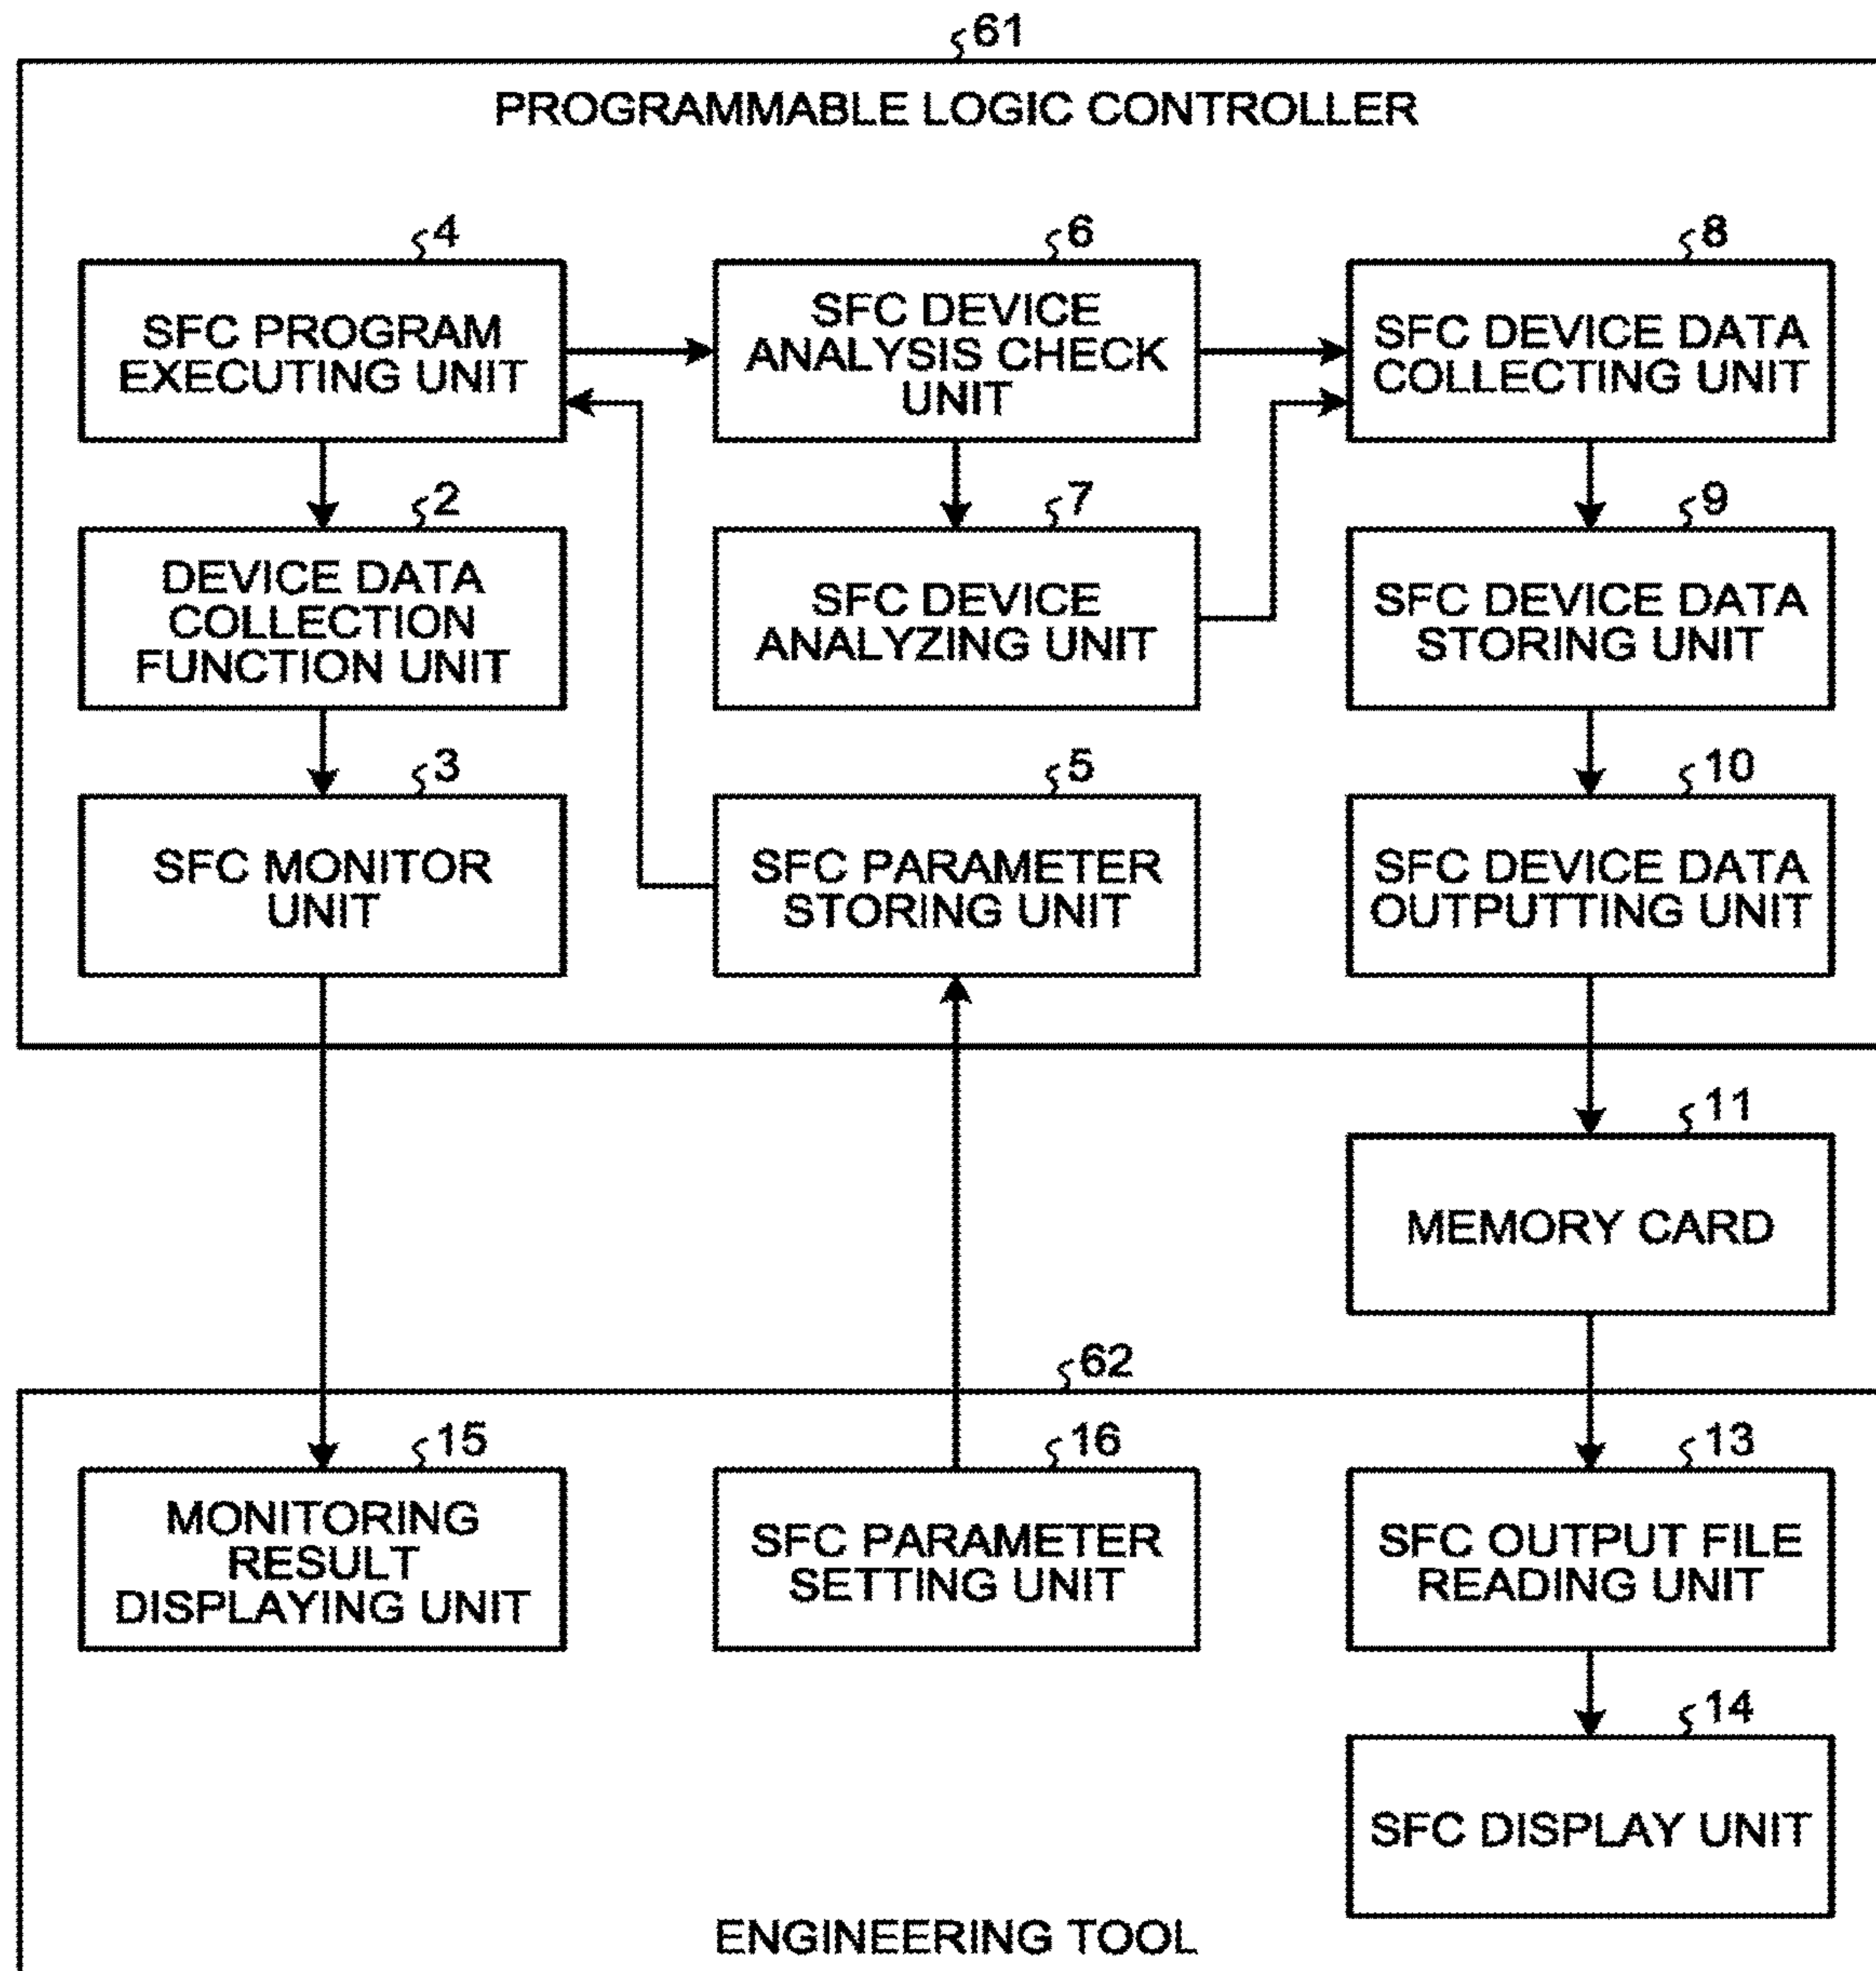 61
PROGRAMMABLE LOGIC CONTROLLER
4
SFC PROGRAM
EXECUTING UNIT
6
SFC DEVICE
ANALYSIS CHECK
UNIT
8
SFC DEVICE DATA
COLLECTING UNIT
2
DEVICE DATA
COLLECTION
FUNCTION UNIT
7
SFC DEVICE
ANALYZING UNIT
9
SFC DEVICE DATA
STORING UNIT
3
SFC MONITOR
UNIT
5
SFC PARAMETER
STORING UNIT
10
SFC DEVICE DATA
OUTPUTTING UNIT
11
MEMORY CARD
62
15
MONITORING
RESULT
DISPLAYING UNIT
16
SFC PARAMETER
SETTING UNIT
13
SFC OUTPUT FILE
READING UNIT
14
SFC DISPLAY UNIT
ENGINEERING TOOL